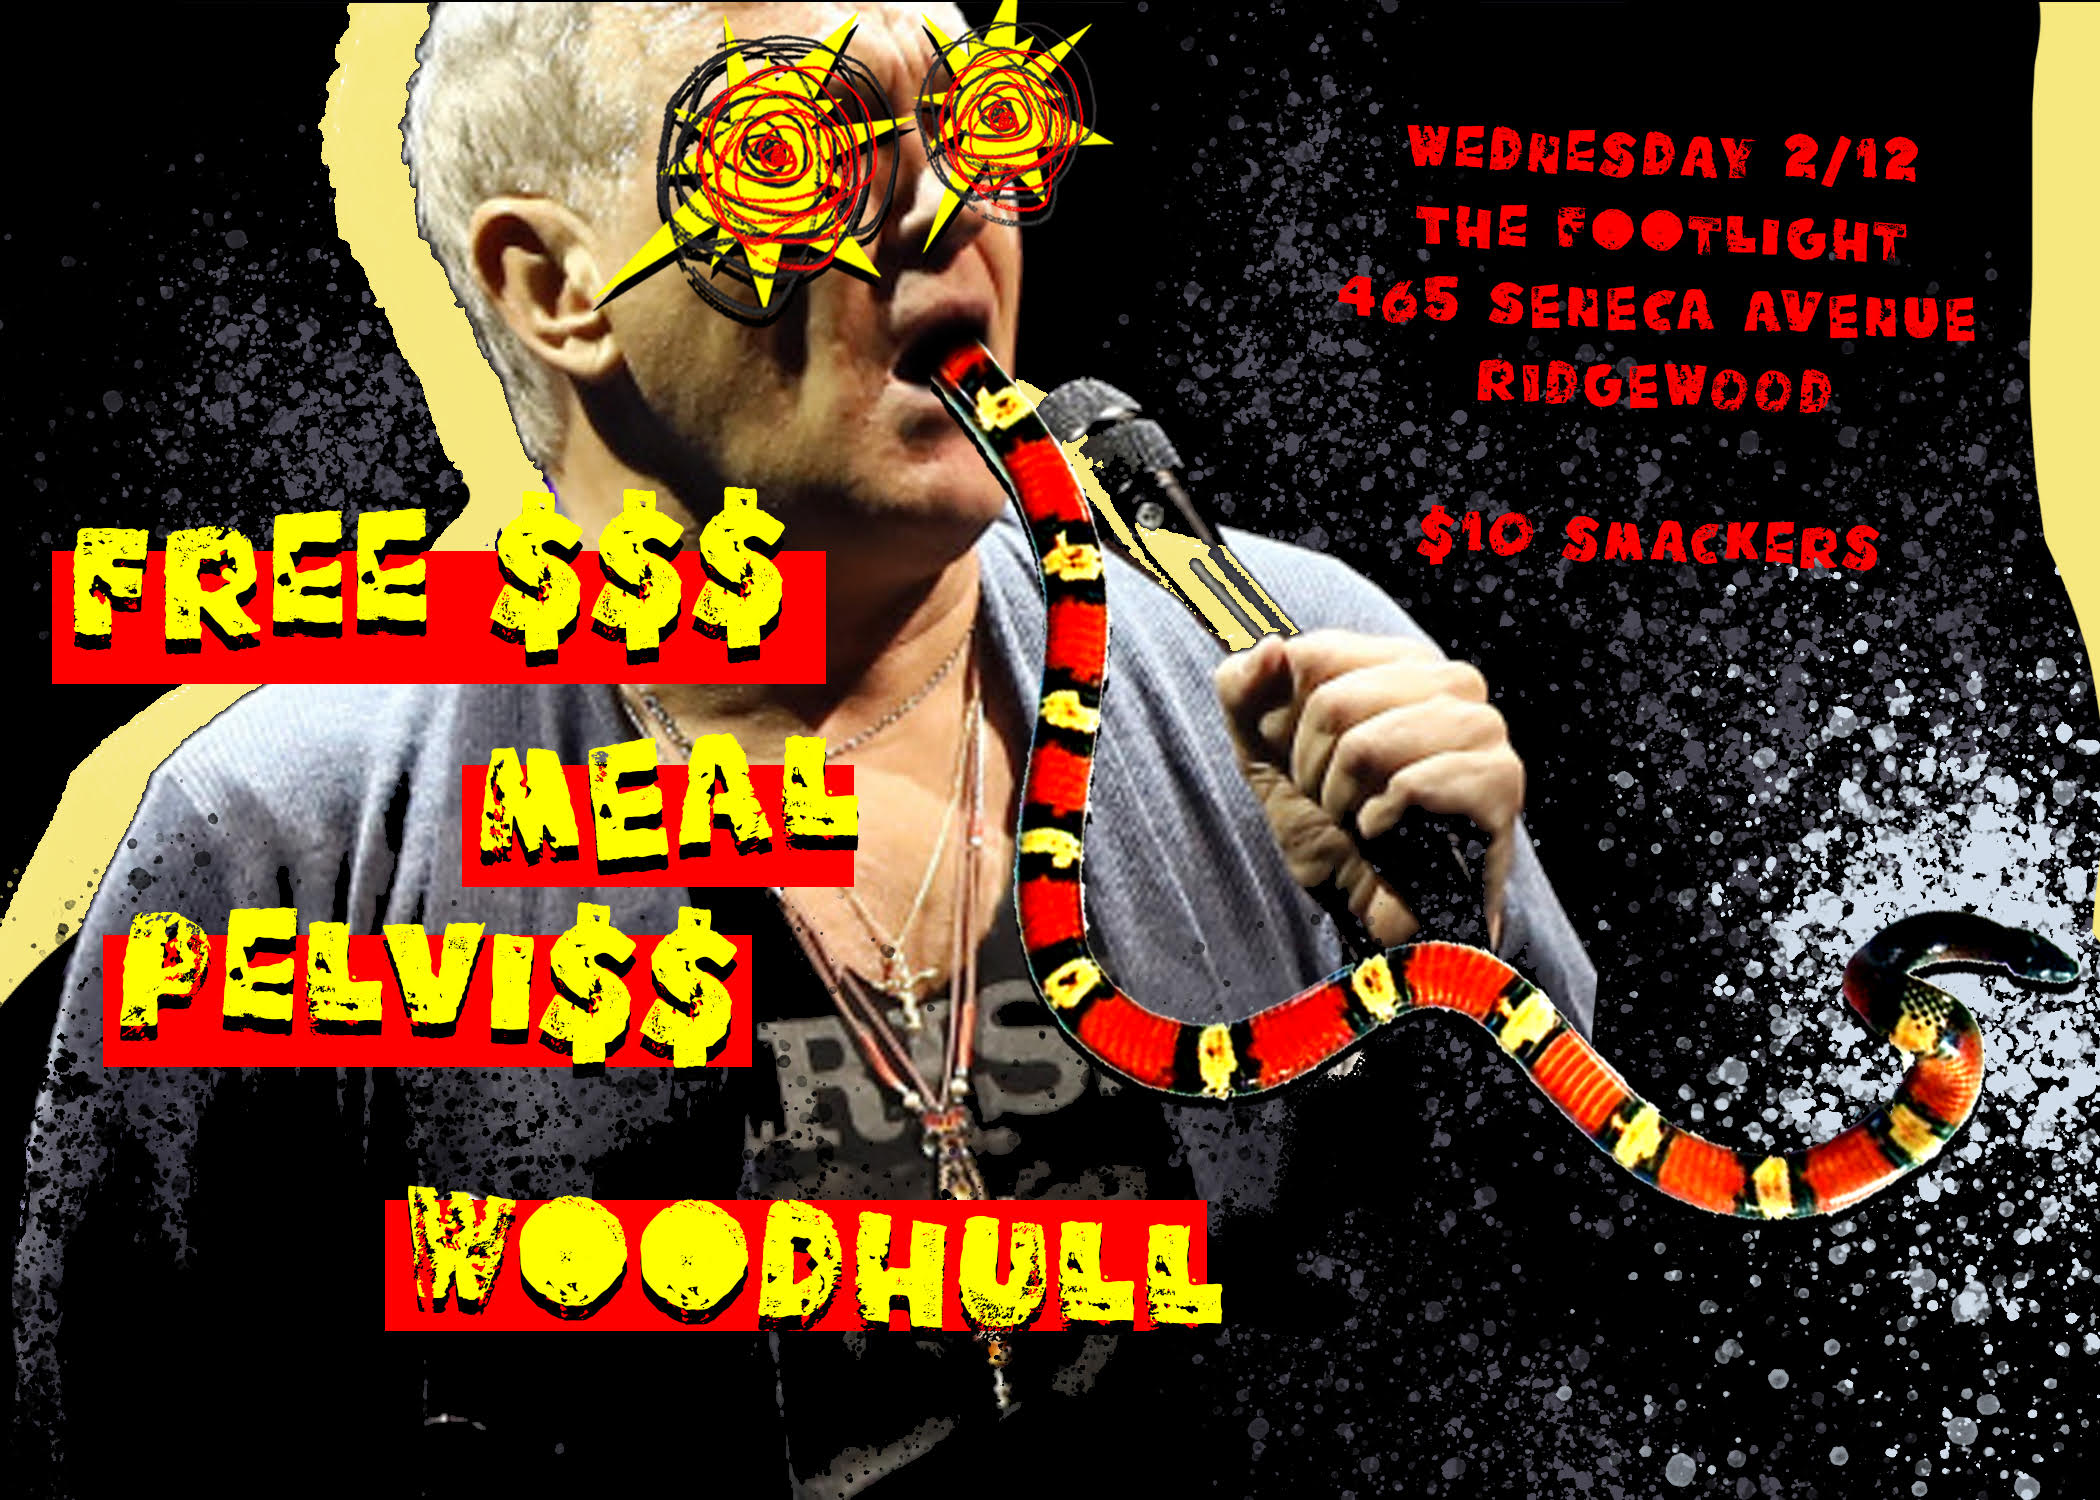 WEDNESDAY 2/12
THE FOOTLIGHT
465 SENECA AVENUE
RIDGEWOOD
$10 SMACKERS
FREE $$$
MEAL
PELVI$$
WOODHULL